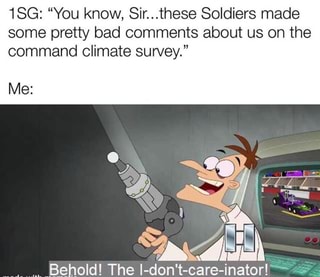 1SG: “You know, Sir...these Soldiers made
some pretty bad comments about us on the
command climate survey.”
Me:
Behold! The I-don't-care-inator!